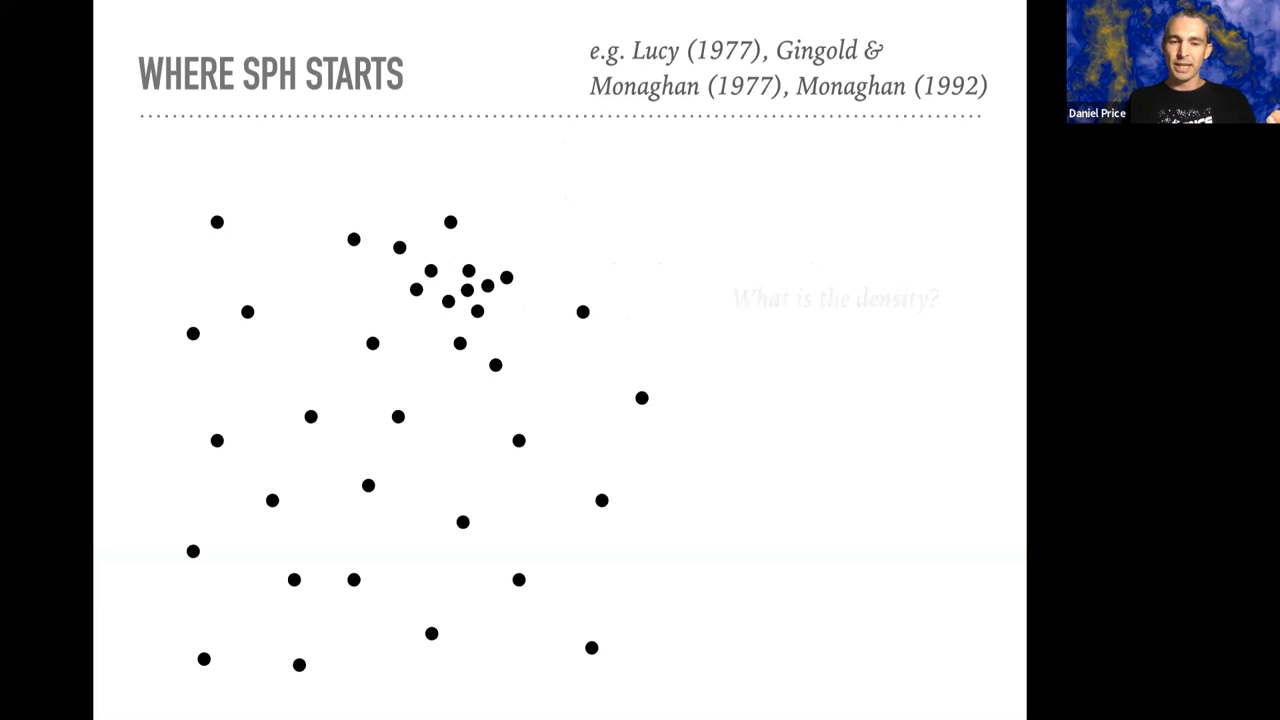 WHERE SPH STARTS
e.g. Lucy (1977), Gingold &
Monaghan (1977), Monaghan (1992)
Daniel Price
What is the density?